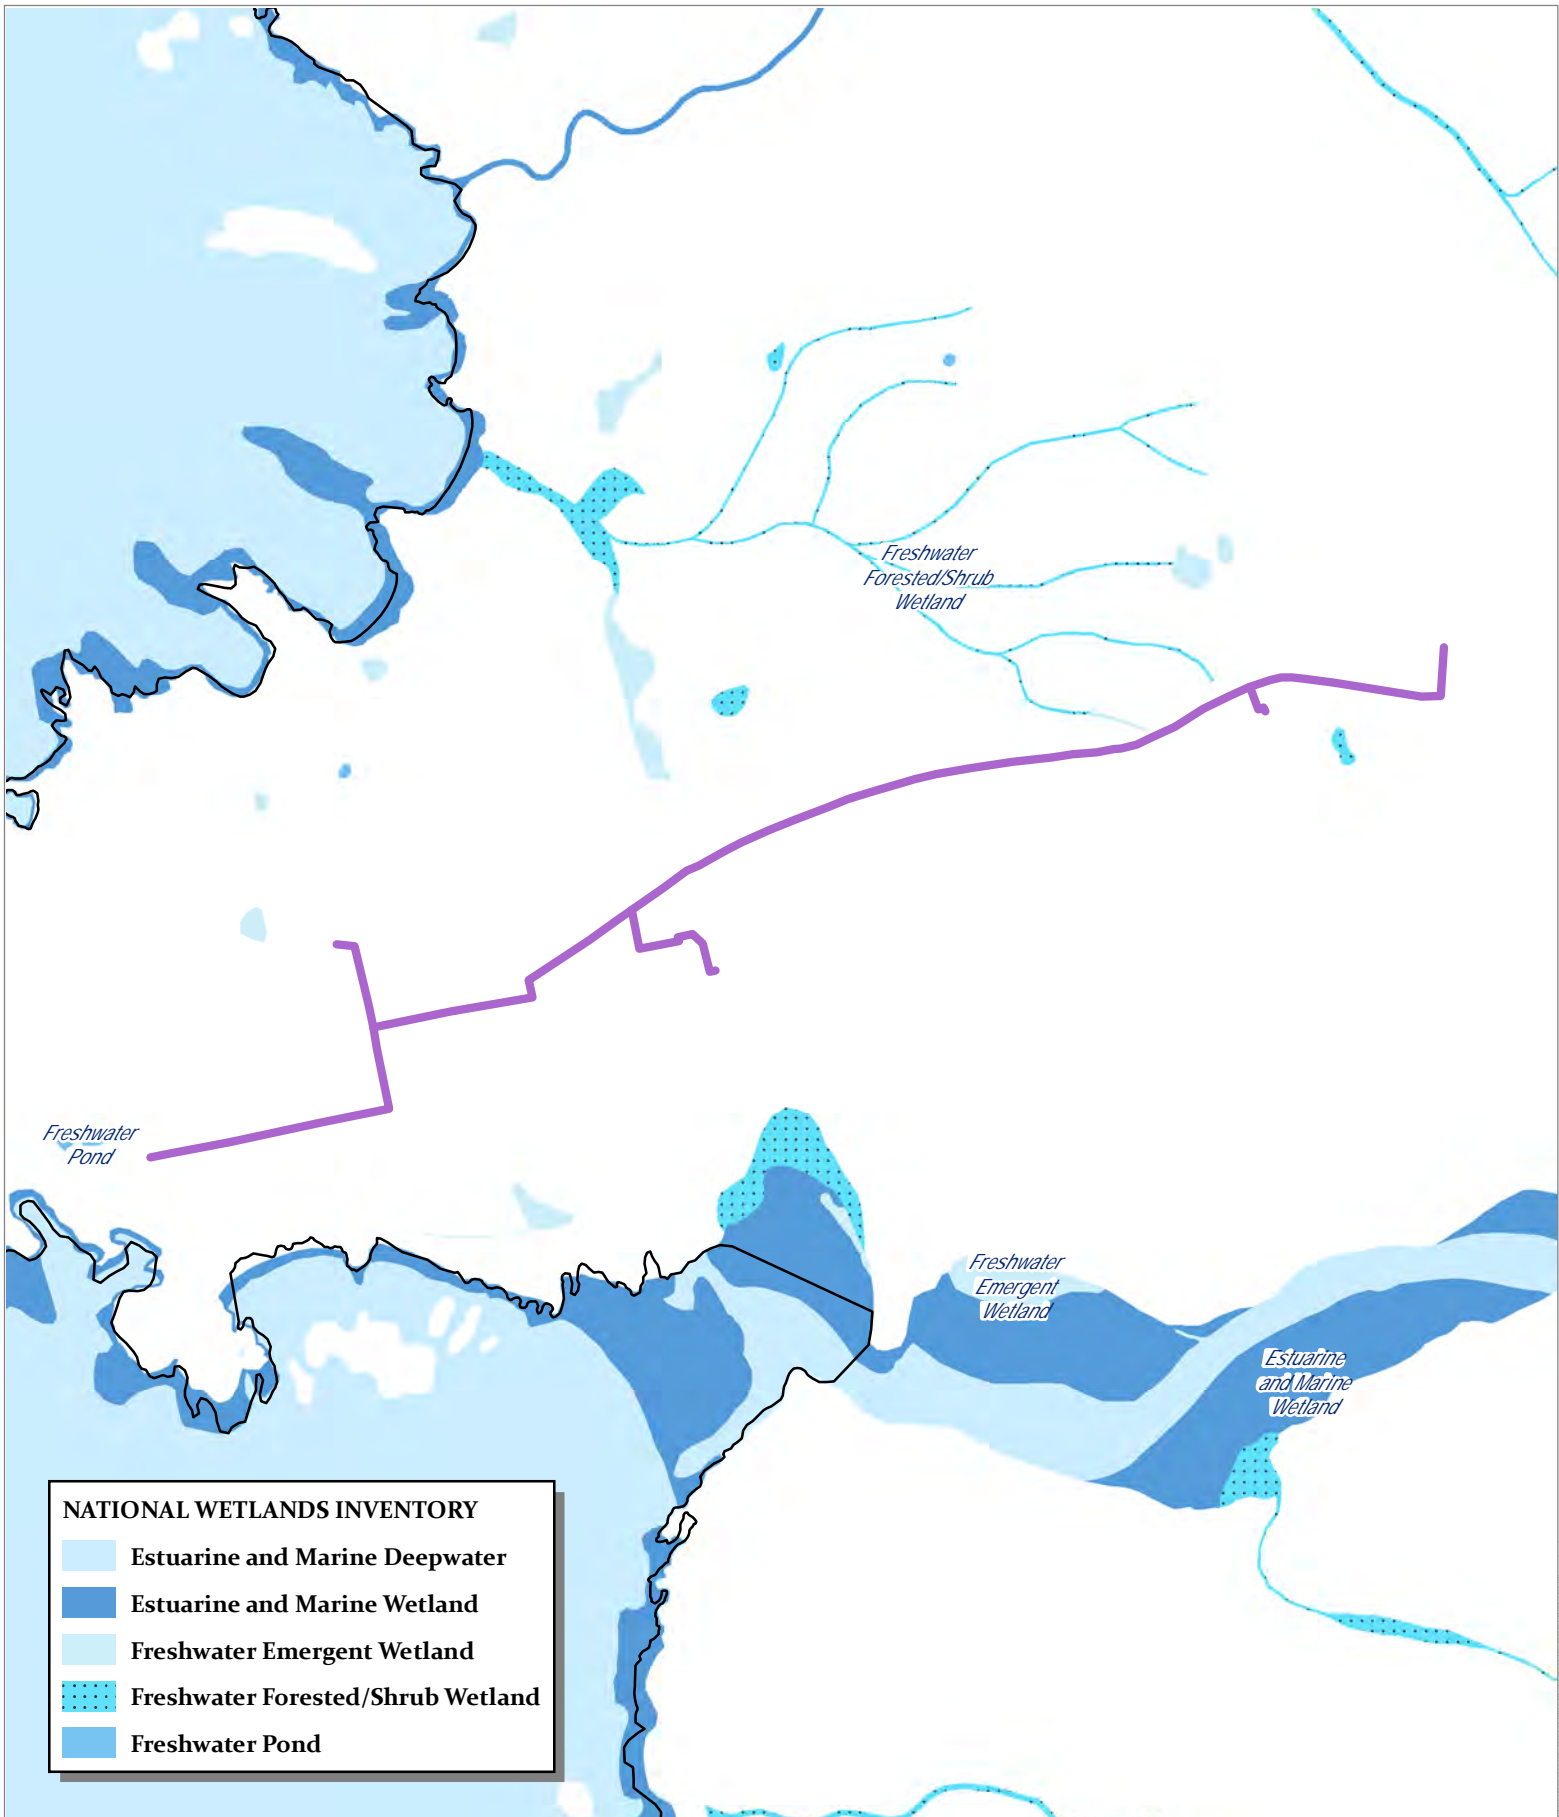 Freshwater
Forested/Shrub
Wetland
Freshwater
Pond
Freshwater
Emergent
Wetland
Estuarine
and Marine
Wetland
NATIONAL WETLANDS INVENTORY
Estuarine and Marine Deepwater
Estuarine and Marine Wetland
Freshwater Emergent Wetland
Freshwater Forested/Shrub Wetland
Freshwater Pond